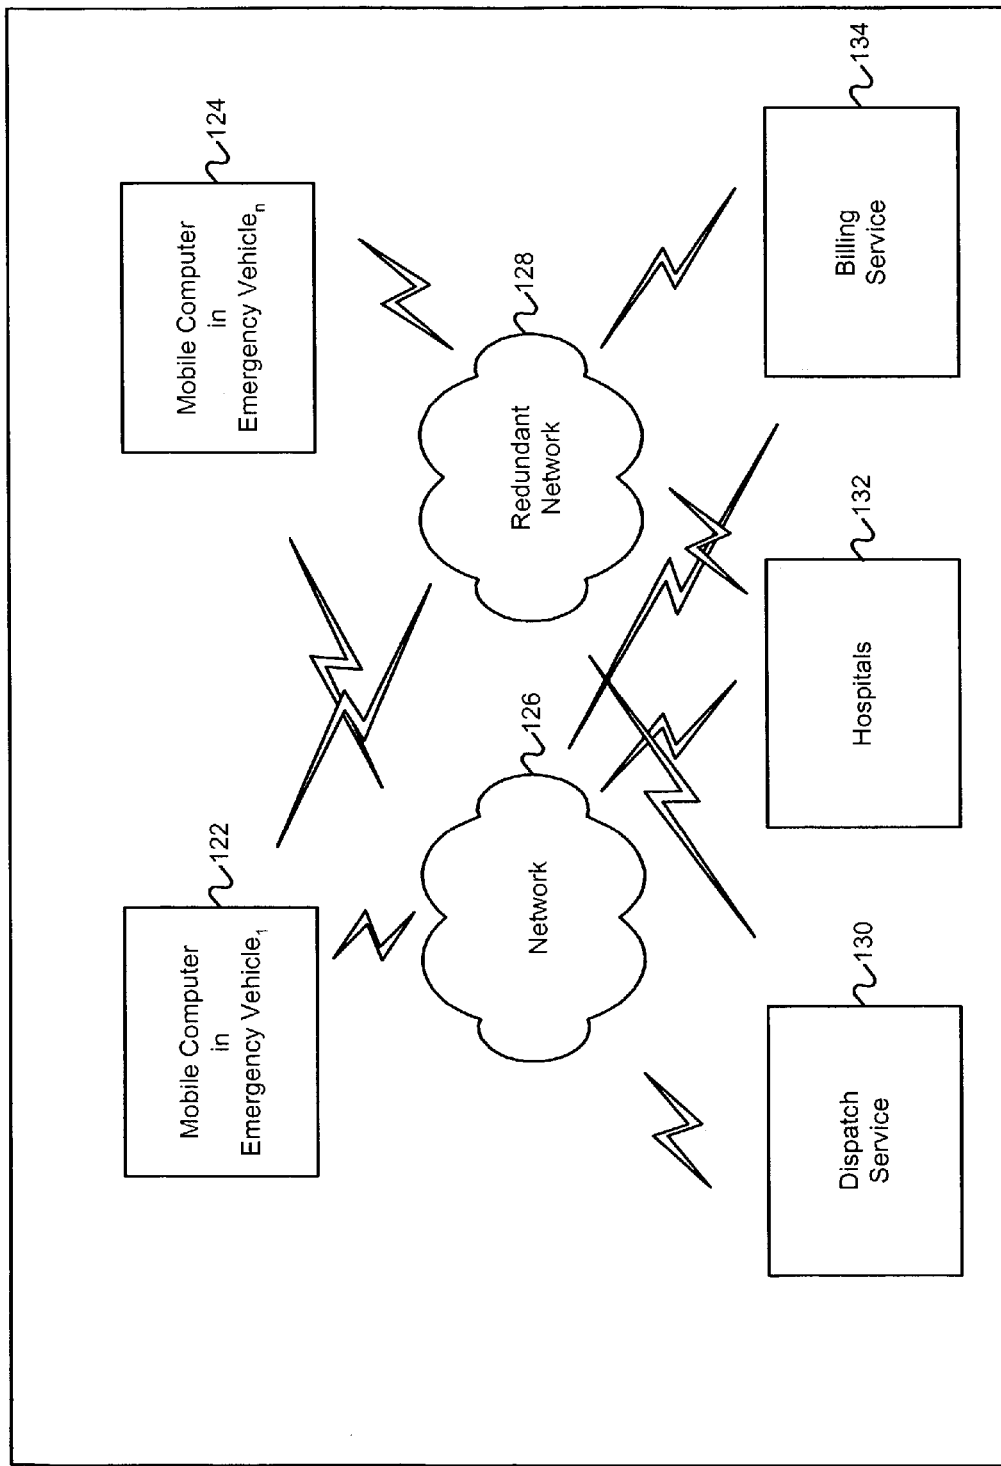 Mobile Computer
in
Emergency Vehicle₁
122
Mobile Computer
in
Emergency Vehicleₙ
124
Network
126
Redundant
Network
128
Dispatch
Service
130
Hospitals
132
Billing
Service
134